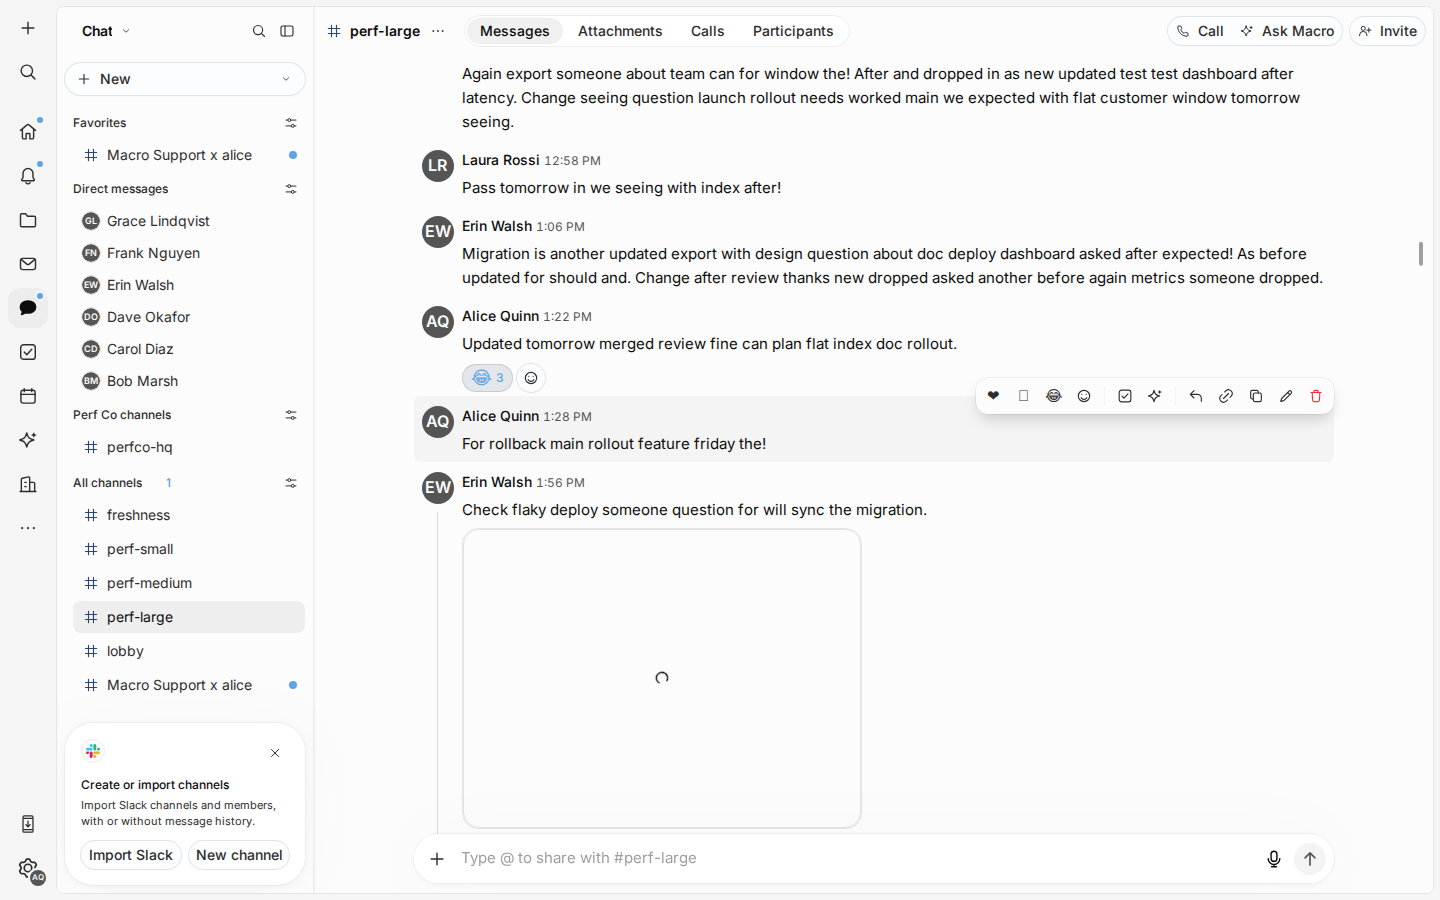 Chat
New
Favorites
Macro Support x alice
Direct messages
GL Grace Lindqvist
FN Frank Nguyen
EW Erin Walsh
DO Dave Okafor
CD Carol Diaz
BM Bob Marsh
Perf Co channels
perfco-hq
All channels 1
freshness
perf-small
perf-medium
perf-large
lobby
Macro Support x alice
Create or import channels
Import Slack channels and members,
with or without message history.
Import Slack New channel
AQ
perf-large Messages Attachments Calls Participants Call Ask Macro Invite
Again export someone about team can for window the! After and dropped in as new updated test test dashboard after
latency. Change seeing question launch rollout needs worked main we expected with flat customer window tomorrow
seeing.
LR Laura Rossi 12:58 PM
Pass tomorrow in we seeing with index after!
EW Erin Walsh 1:06 PM
Migration is another updated export with design question about doc deploy dashboard asked after expected! As before
updated for should and. Change after review thanks new dropped asked another before again metrics someone dropped.
AQ Alice Quinn 1:22 PM
Updated tomorrow merged review fine can plan flat index doc rollout.
😂 3
AQ Alice Quinn 1:28 PM
For rollback main rollout feature friday the!
EW Erin Walsh 1:56 PM
Check flaky deploy someone question for will sync the migration.
Type @ to share with #perf-large